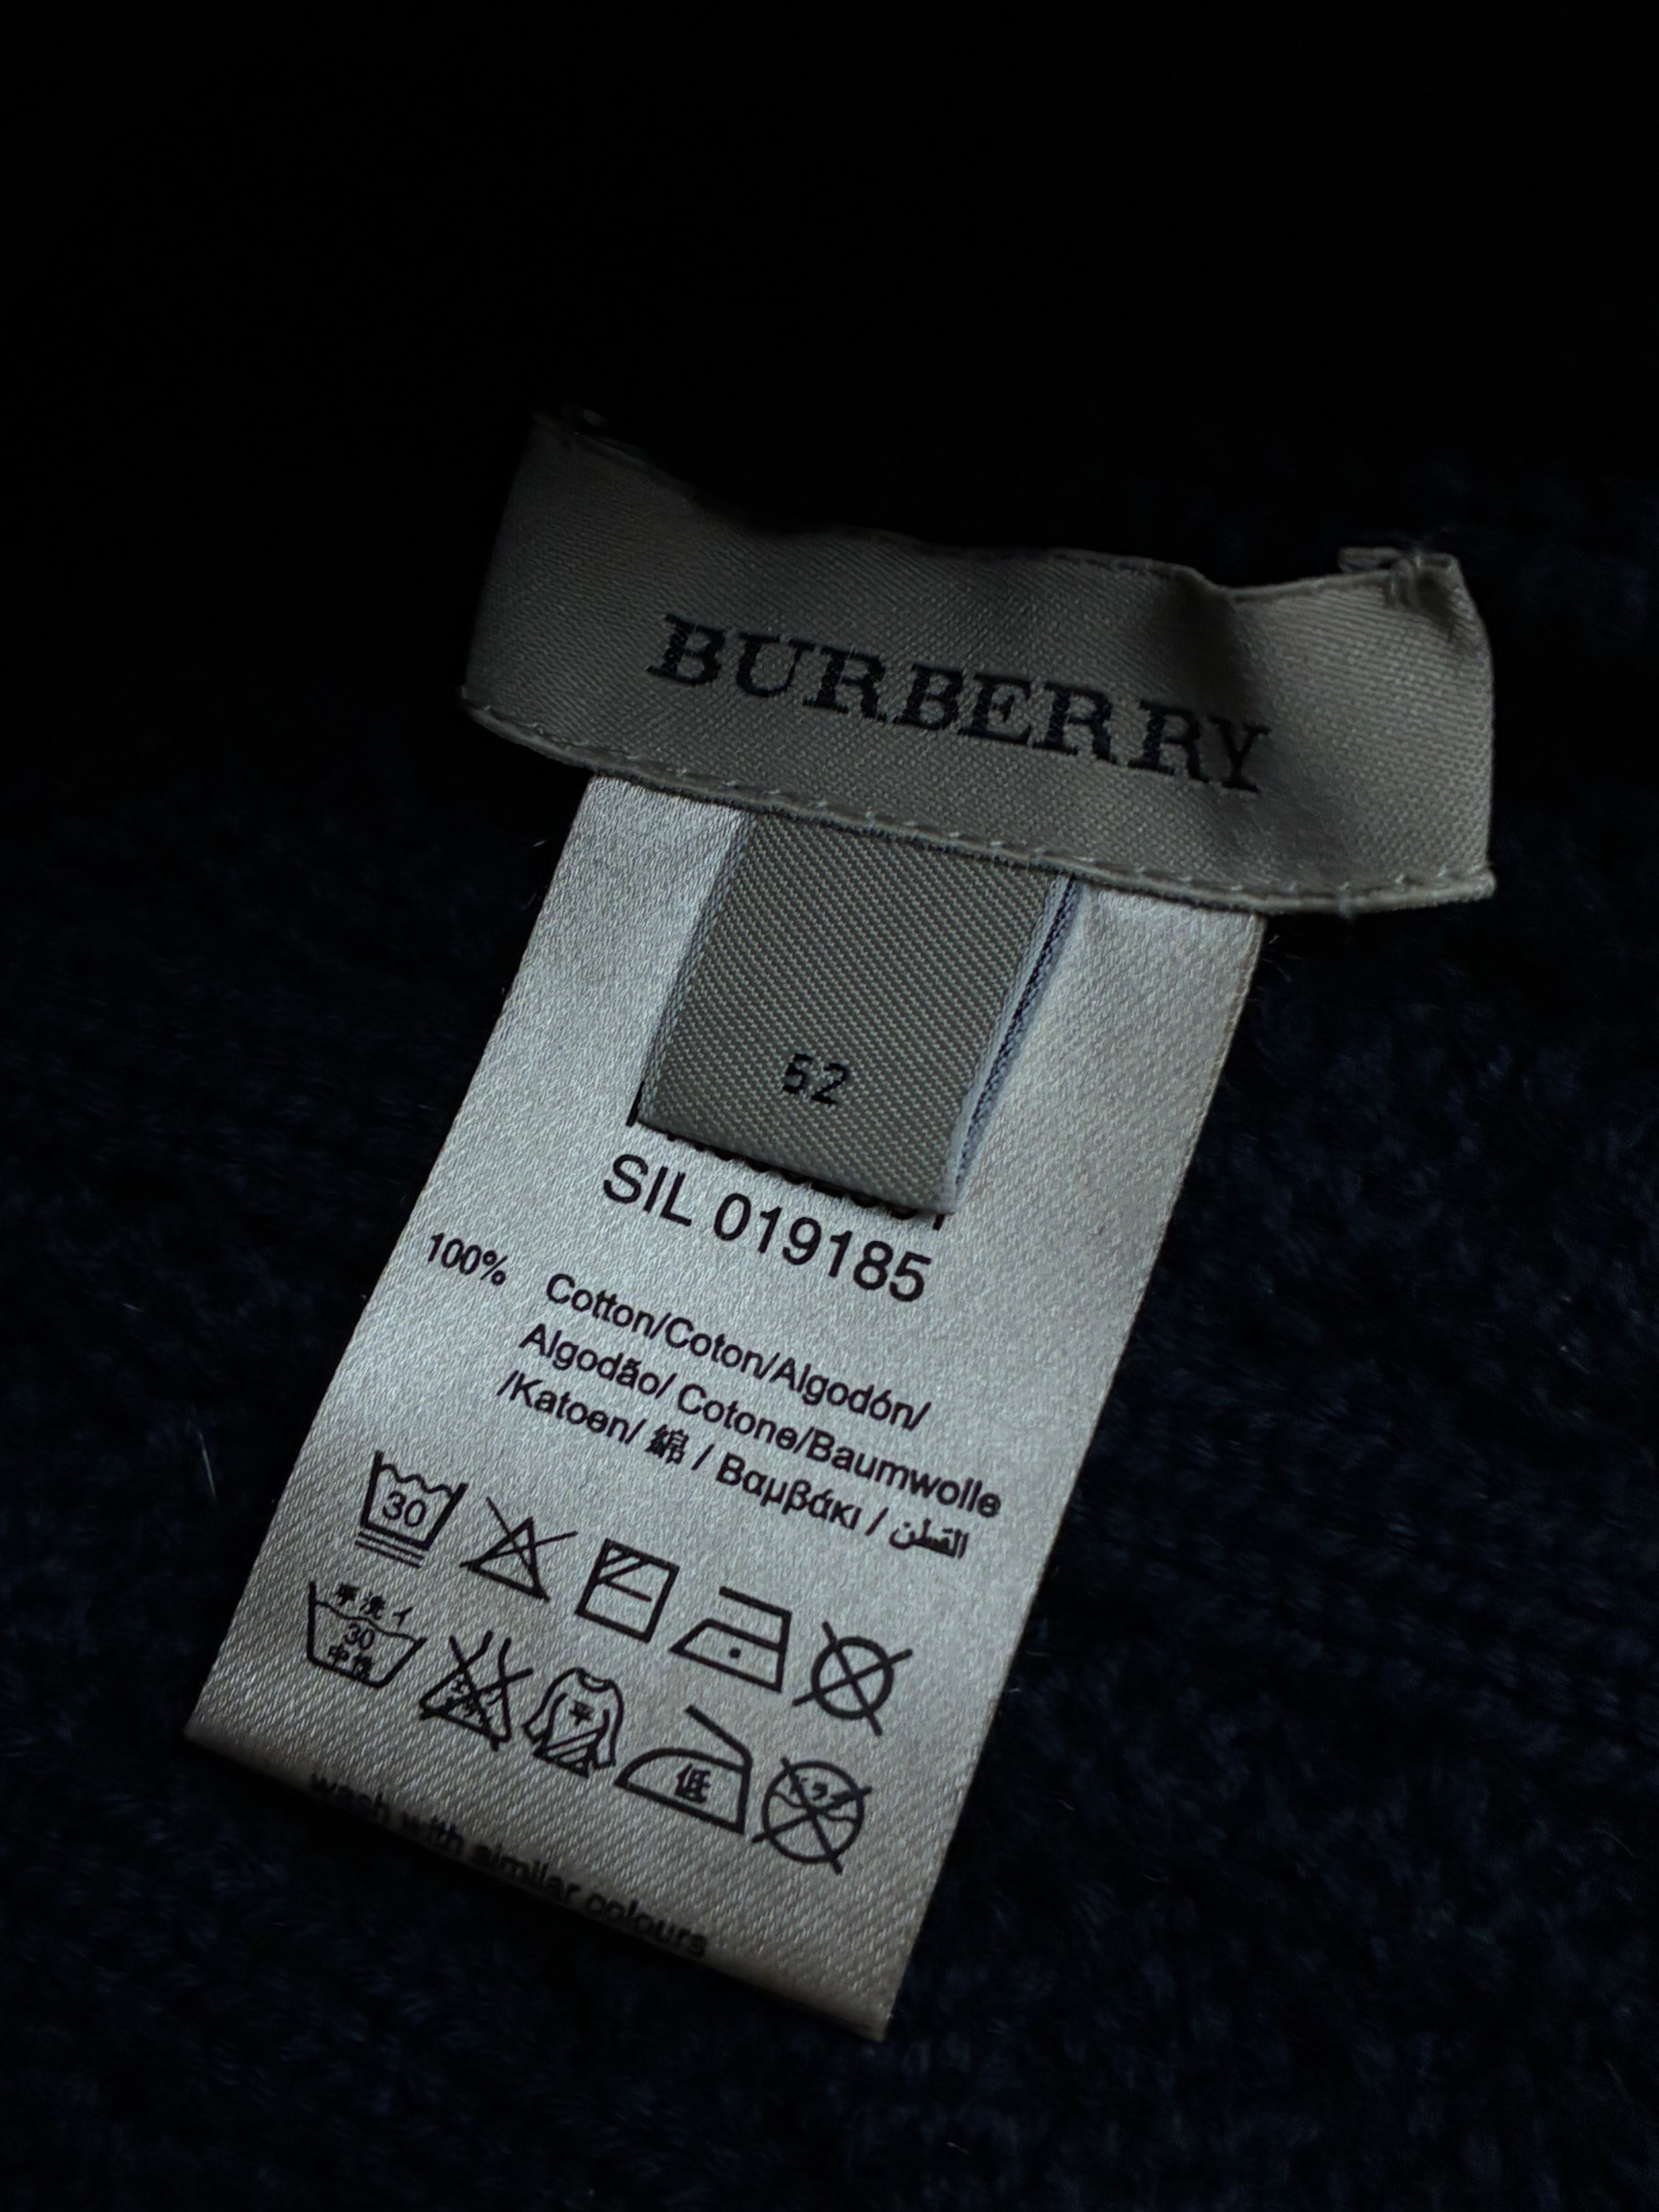 BURBERRY
52
SIL 019185
100% Cotton/Coton/Algodón/
Algodão/ Cotone/Baumwolle
/Katoen/ 綿 / Βαμβάκι / القطن
30
手洗イ
30
中性
平
低
wash with similar colours